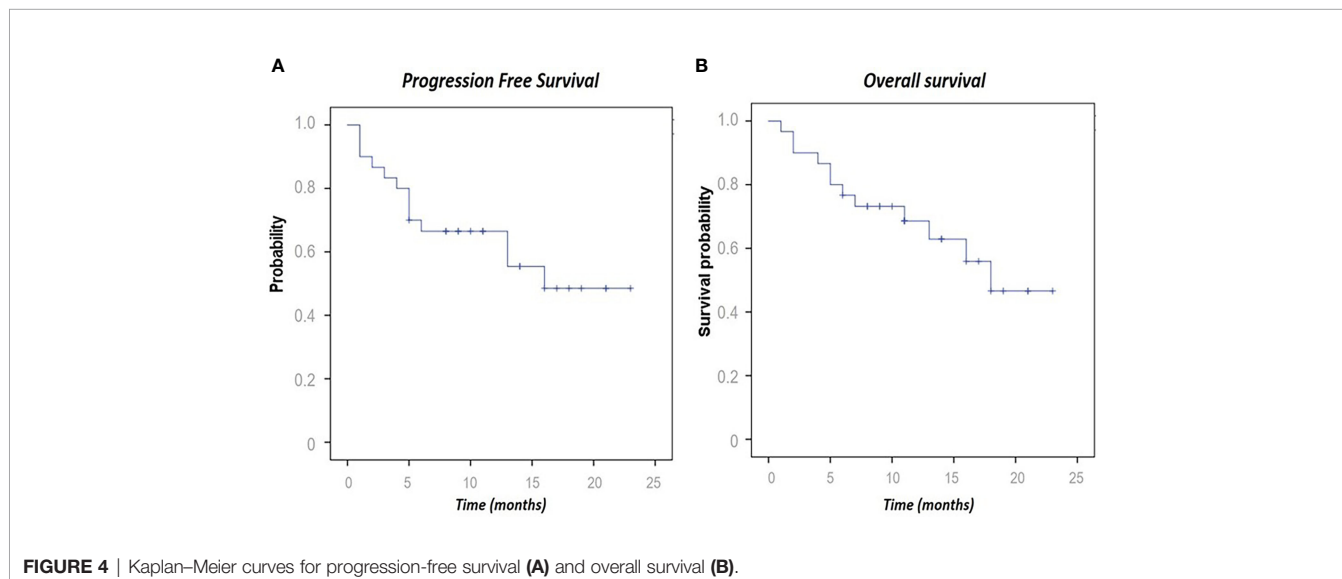 A
Progression Free Survival
1.0
0.8
0.6
0.4
0.2
0
Probability
0 5 10 15 20 25
Time (months)
B
Overall survival
1.0
0.8
0.6
0.4
0.2
0
Survival probability
0 5 10 15 20 25
Time (months)
FIGURE 4 | Kaplan–Meier curves for progression-free survival (A) and overall survival (B).